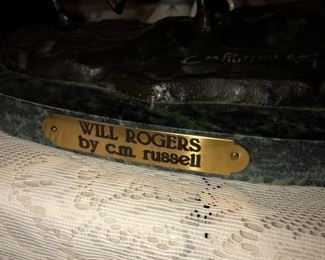 WILL ROGERS
by c.m. russell